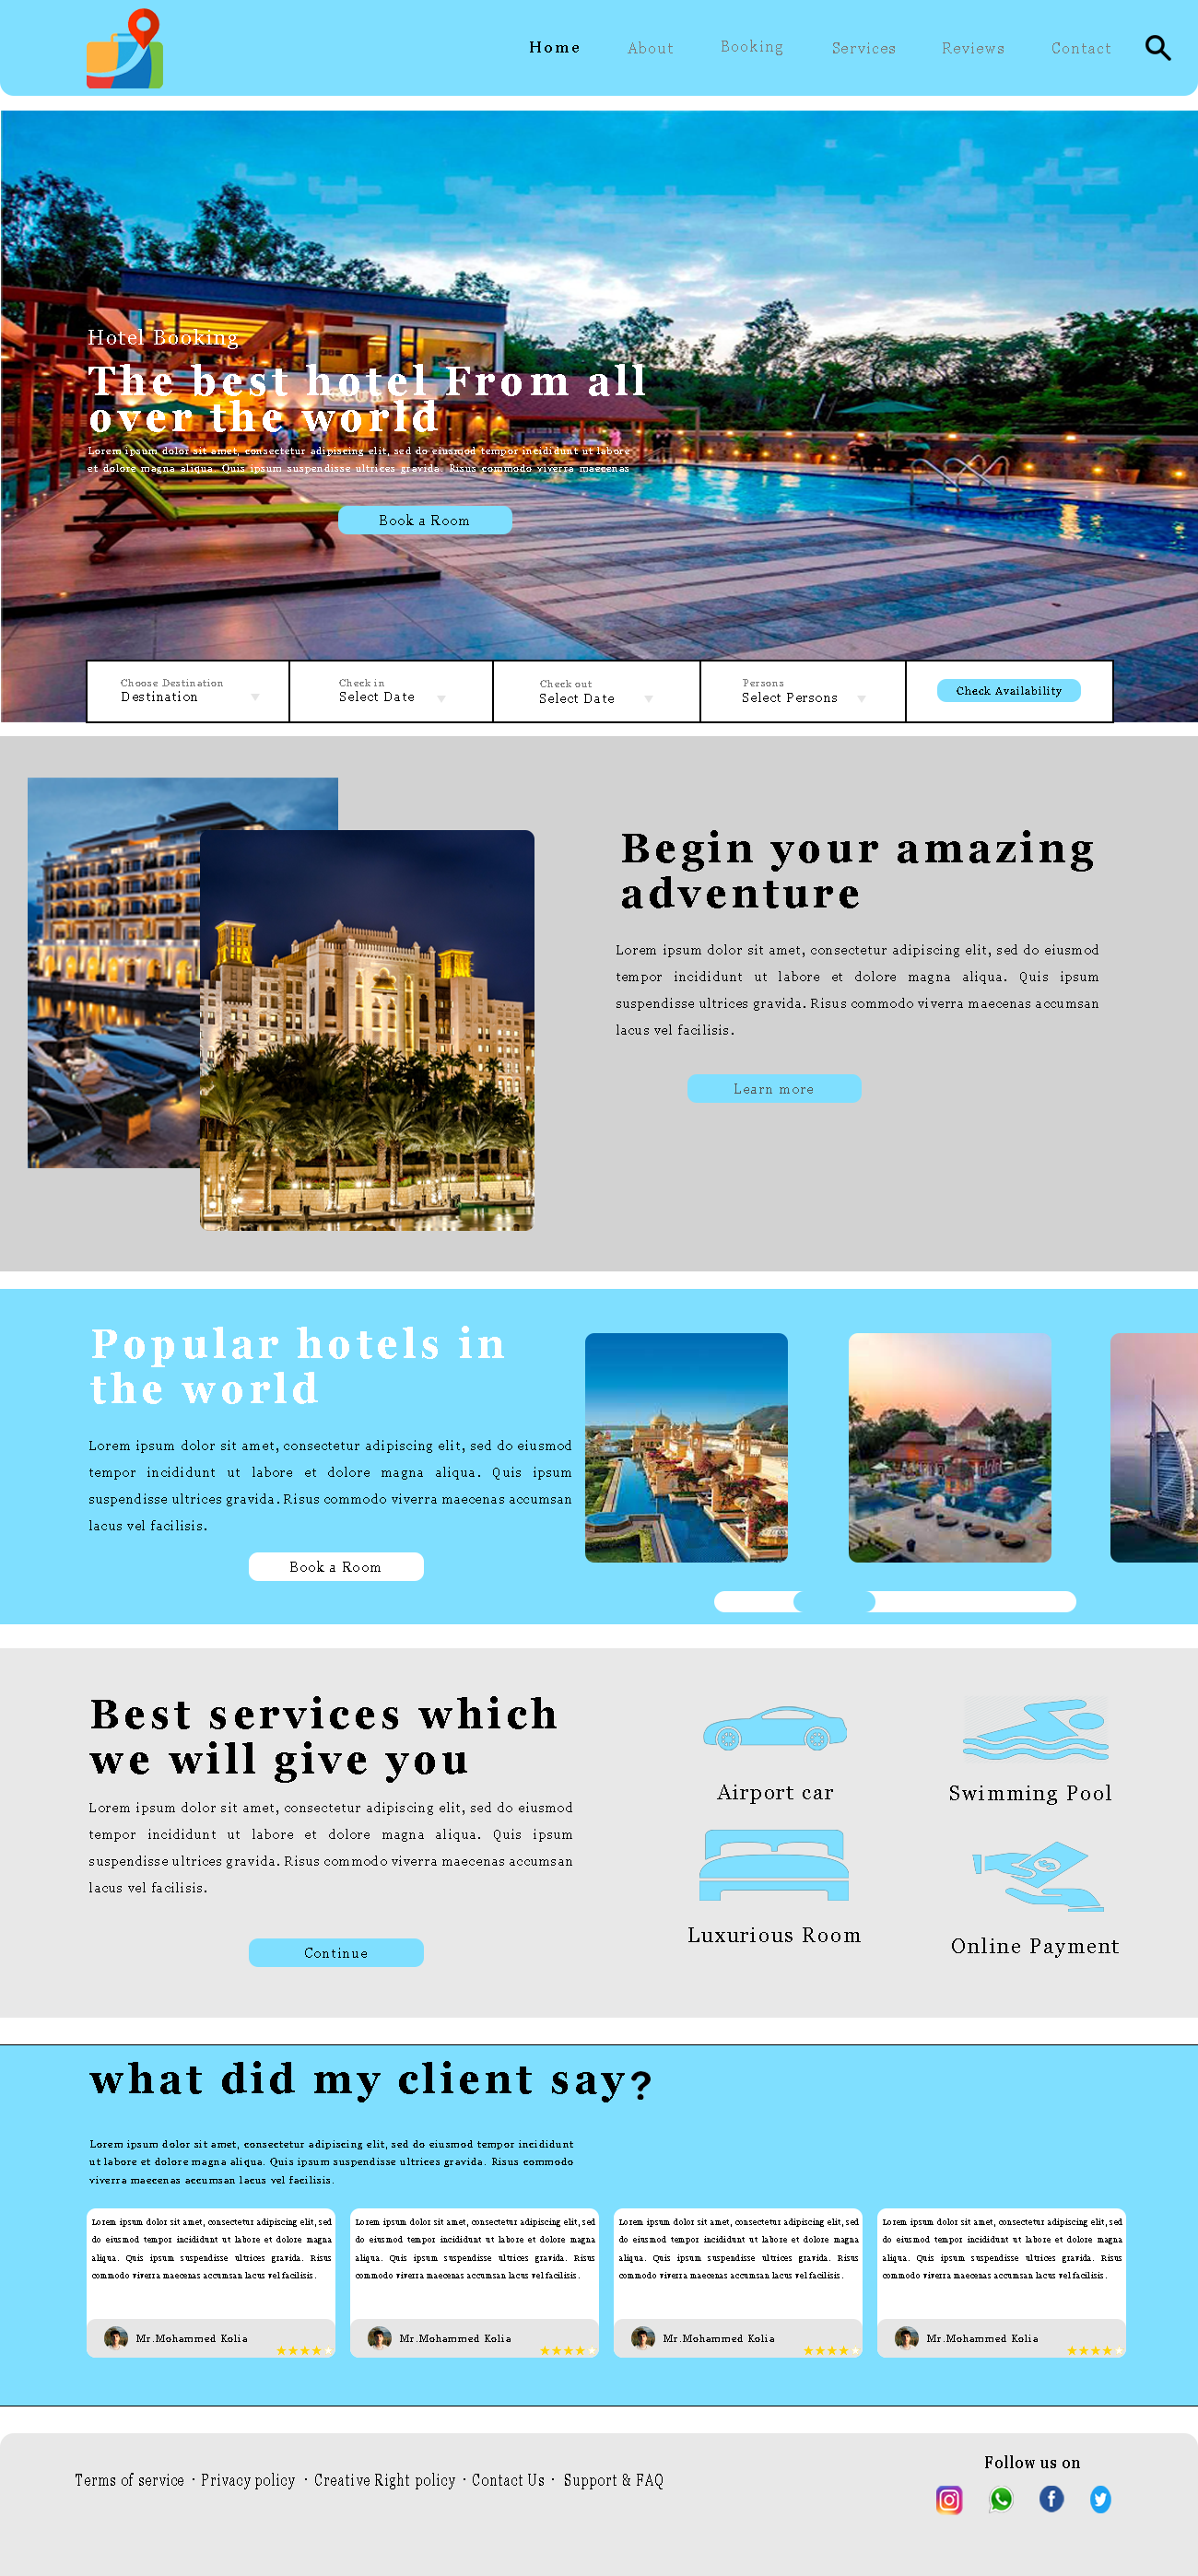 Home
About
Booking
Services
Reviews
Contact
Hotel Booking
The best hotel From all
over the world
Lorem ipsum dolor sit amet, consectetur adipiscing elit, sed do eiusmod tempor incididunt ut labore
et dolore magna aliqua. Quis ipsum suspendisse ultrices gravida. Risus commodo viverra maecenas
Book a Room
Choose Destination
Destination
Check in
Select Date
Check out
Select Date
Persons
Select Persons
Check Availability
Begin your amazing
adventure
Lorem ipsum dolor sit amet, consectetur adipiscing elit, sed do eiusmod
tempor incididunt ut labore et dolore magna aliqua. Quis ipsum
suspendisse ultrices gravida. Risus commodo viverra maecenas accumsan
lacus vel facilisis.
Learn more
Popular hotels in
the world
Lorem ipsum dolor sit amet, consectetur adipiscing elit, sed do eiusmod
tempor incididunt ut labore et dolore magna aliqua. Quis ipsum
suspendisse ultrices gravida. Risus commodo viverra maecenas accumsan
lacus vel facilisis.
Book a Room
Best services which
we will give you
Lorem ipsum dolor sit amet, consectetur adipiscing elit, sed do eiusmod
tempor incididunt ut labore et dolore magna aliqua. Quis ipsum
suspendisse ultrices gravida. Risus commodo viverra maecenas accumsan
lacus vel facilisis.
Continue
Airport car
Swimming Pool
Luxurious Room
Online Payment
what did my client say?
Lorem ipsum dolor sit amet, consectetur adipiscing elit, sed do eiusmod tempor incididunt
ut labore et dolore magna aliqua. Quis ipsum suspendisse ultrices gravida. Risus commodo
viverra maecenas accumsan lacus vel facilisis.
Lorem ipsum dolor sit amet, consectetur adipiscing elit, sed
do eiusmod tempor incididunt ut labore et dolore magna
aliqua. Quis ipsum suspendisse ultrices gravida. Risus
commodo viverra maecenas accumsan lacus vel facilisis.
Mr.Mohammed Kolia
Lorem ipsum dolor sit amet, consectetur adipiscing elit, sed
do eiusmod tempor incididunt ut labore et dolore magna
aliqua. Quis ipsum suspendisse ultrices gravida. Risus
commodo viverra maecenas accumsan lacus vel facilisis.
Mr.Mohammed Kolia
Lorem ipsum dolor sit amet, consectetur adipiscing elit, sed
do eiusmod tempor incididunt ut labore et dolore magna
aliqua. Quis ipsum suspendisse ultrices gravida. Risus
commodo viverra maecenas accumsan lacus vel facilisis.
Mr.Mohammed Kolia
Lorem ipsum dolor sit amet, consectetur adipiscing elit, sed
do eiusmod tempor incididunt ut labore et dolore magna
aliqua. Quis ipsum suspendisse ultrices gravida. Risus
commodo viverra maecenas accumsan lacus vel facilisis.
Mr.Mohammed Kolia
Follow us on
Terms of service · Privacy policy · Creative Right policy · Contact Us · Support & FAQ